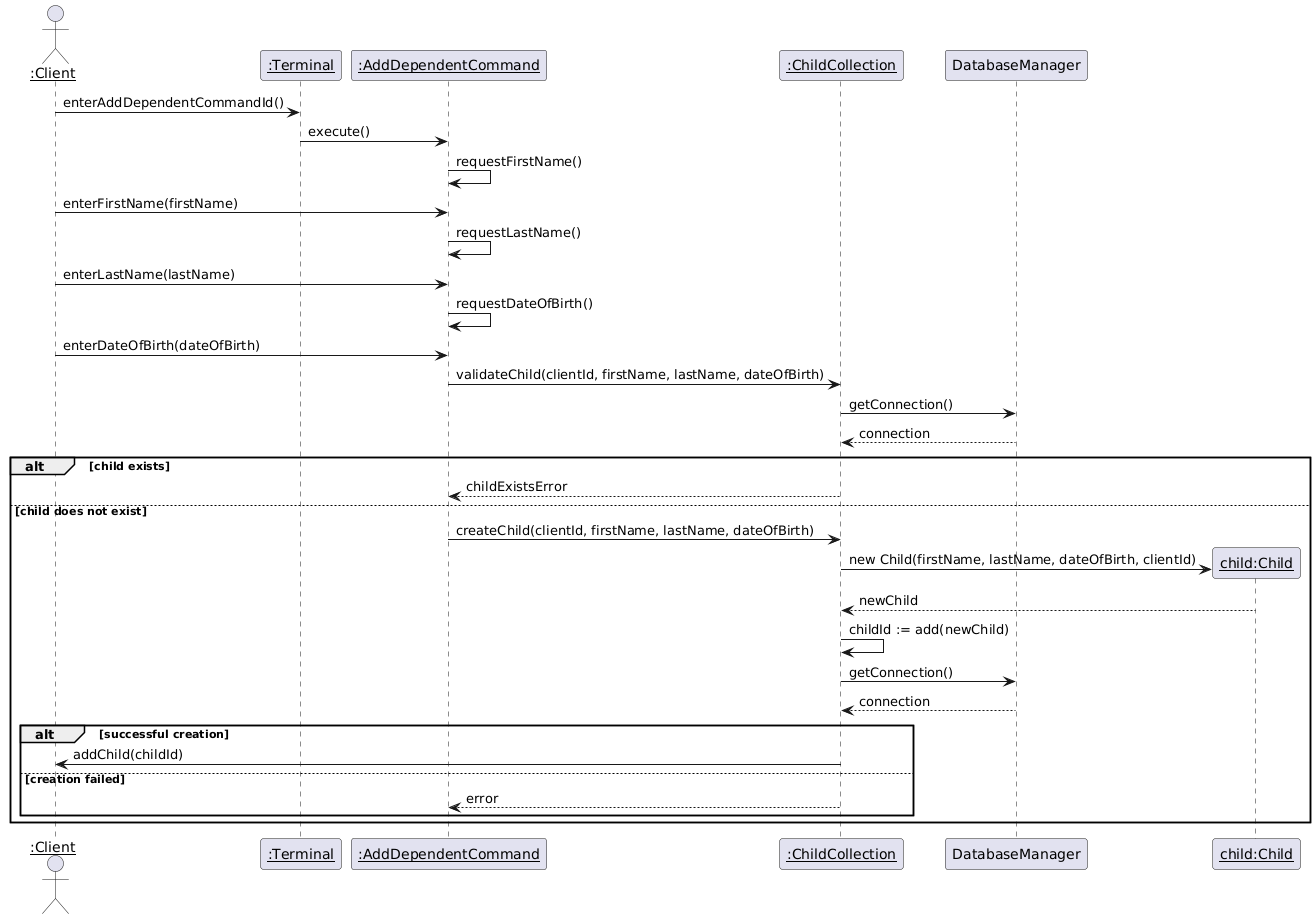 :Client
:Terminal
:AddDependentCommand
:ChildCollection
DatabaseManager
enterAddDependentCommandId()
execute()
requestFirstName()
enterFirstName(firstName)
requestLastName()
enterLastName(lastName)
requestDateOfBirth()
enterDateOfBirth(dateOfBirth)
validateChild(clientId, firstName, lastName, dateOfBirth)
getConnection()
connection
alt [child exists]
childExistsError
[child does not exist]
createChild(clientId, firstName, lastName, dateOfBirth)
new Child(firstName, lastName, dateOfBirth, clientId)
child:Child
newChild
childId := add(newChild)
getConnection()
connection
alt [successful creation]
addChild(childId)
[creation failed]
error
:Client
:Terminal
:AddDependentCommand
:ChildCollection
DatabaseManager
child:Child